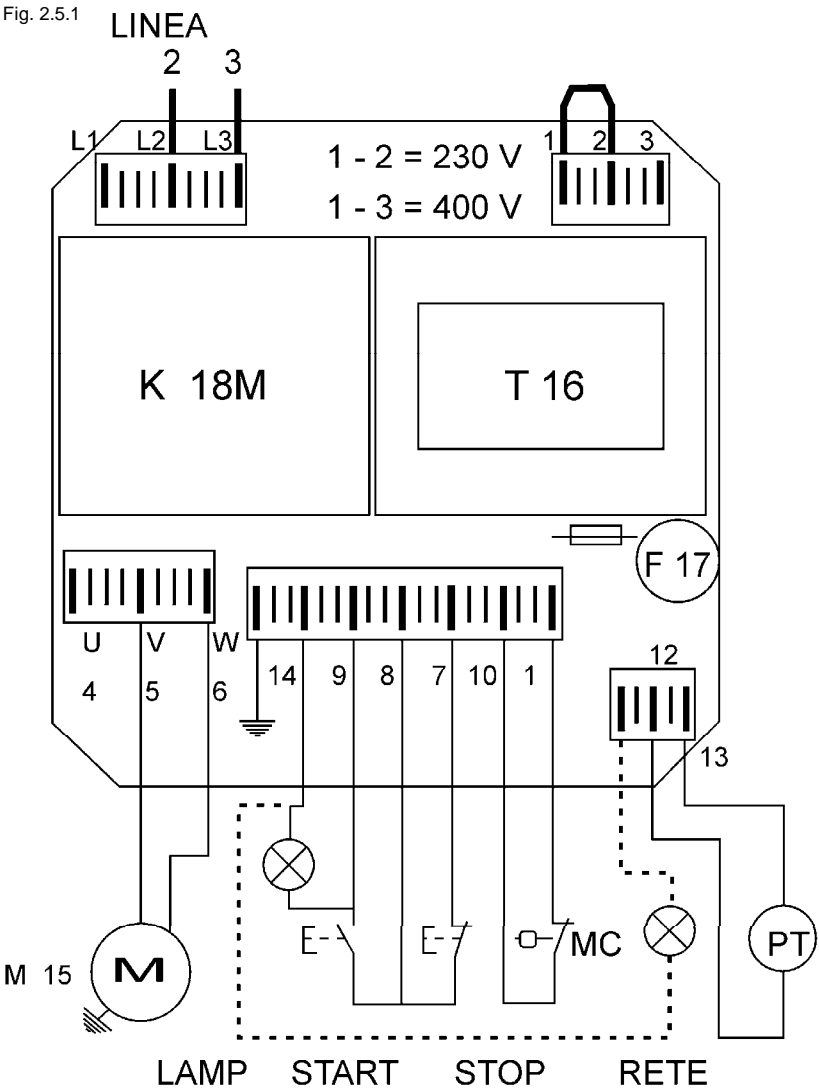 Fig. 2.5.1
LINEA
2 3
L1 L2 L3
1 2 3
1 - 2 = 230 V
1 - 3 = 400 V
K 18M
T 16
F 17
U V W
4 5 6
14 9 8 7 10 1
12
13
M 15
M
MC
PT
LAMP START STOP RETE